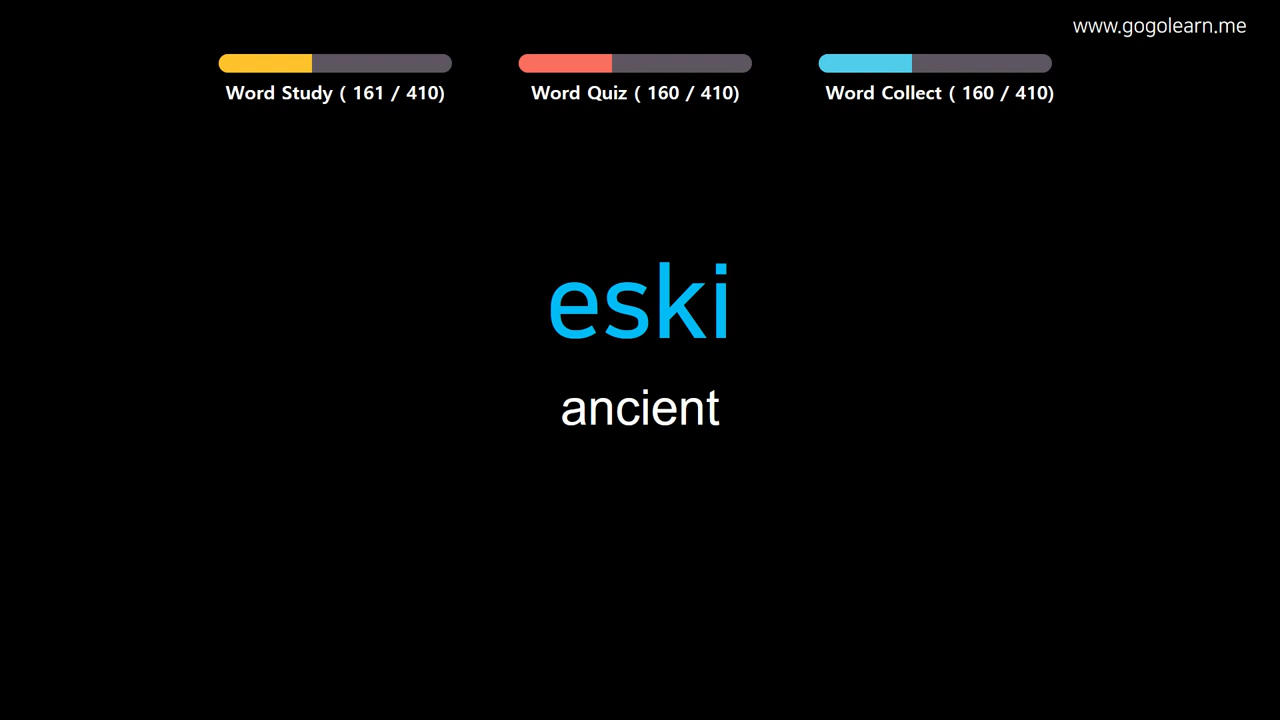 www.gogolearn.me
Word Study ( 161 / 410)
Word Quiz ( 160 / 410)
Word Collect ( 160 / 410)
eski
ancient